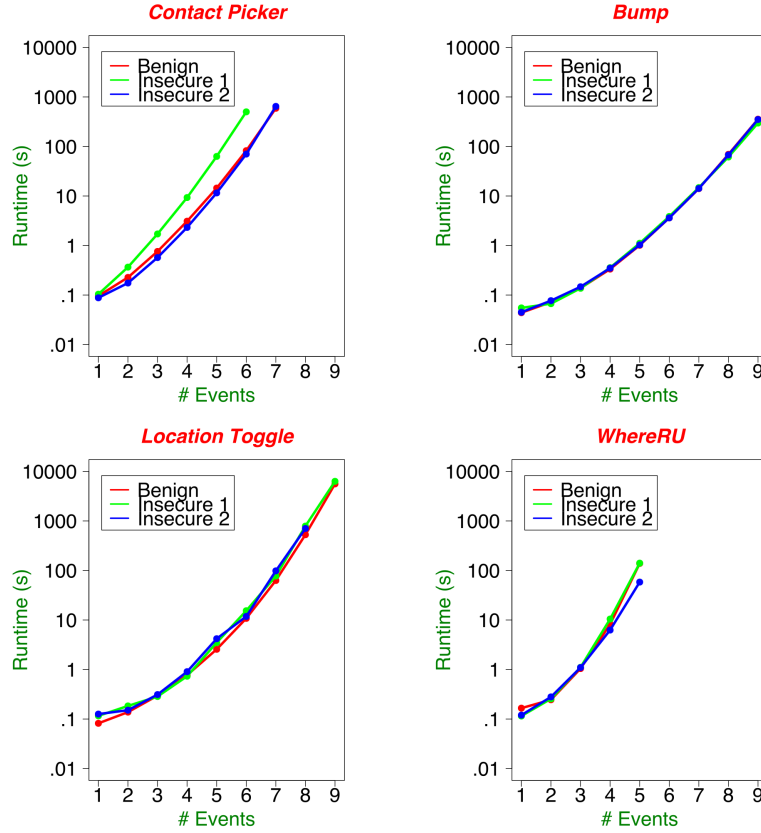 Contact Picker
10000
1000
100
10
1
.1
.01
Runtime (s)
Benign
Insecure 1
Insecure 2
1 2 3 4 5 6 7 8 9
# Events
Bump
10000
1000
100
10
1
.1
.01
Runtime (s)
Benign
Insecure 1
Insecure 2
1 2 3 4 5 6 7 8 9
# Events
Location Toggle
10000
1000
100
10
1
.1
.01
Runtime (s)
Benign
Insecure 1
Insecure 2
1 2 3 4 5 6 7 8 9
# Events
WhereRU
10000
1000
100
10
1
.1
.01
Runtime (s)
Benign
Insecure 1
Insecure 2
1 2 3 4 5 6 7 8 9
# Events